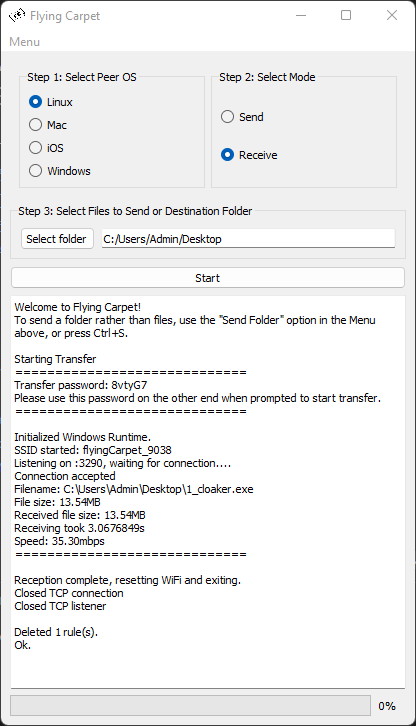 Flying Carpet
Menu
Step 1: Select Peer OS
Linux
Mac
iOS
Windows
Step 2: Select Mode
Send
Receive
Step 3: Select Files to Send or Destination Folder
Select folder
C:/Users/Admin/Desktop
Start
Welcome to Flying Carpet!
To send a folder rather than files, use the "Send Folder" option in the Menu
above, or press Ctrl+S.
Starting Transfer
=============================
Transfer password: 8vtyG7
Please use this password on the other end when prompted to start transfer.
=============================
Initialized Windows Runtime.
SSID started: flyingCarpet_9038
Listening on :3290, waiting for connection....
Connection accepted
Filename: C:\Users\Admin\Desktop\1_cloaker.exe
File size: 13.54MB
Received file size: 13.54MB
Receiving took 3.0676849s
Speed: 35.30mbps
=============================
Reception complete, resetting WiFi and exiting.
Closed TCP connection
Closed TCP listener
Deleted 1 rule(s).
Ok.
0%